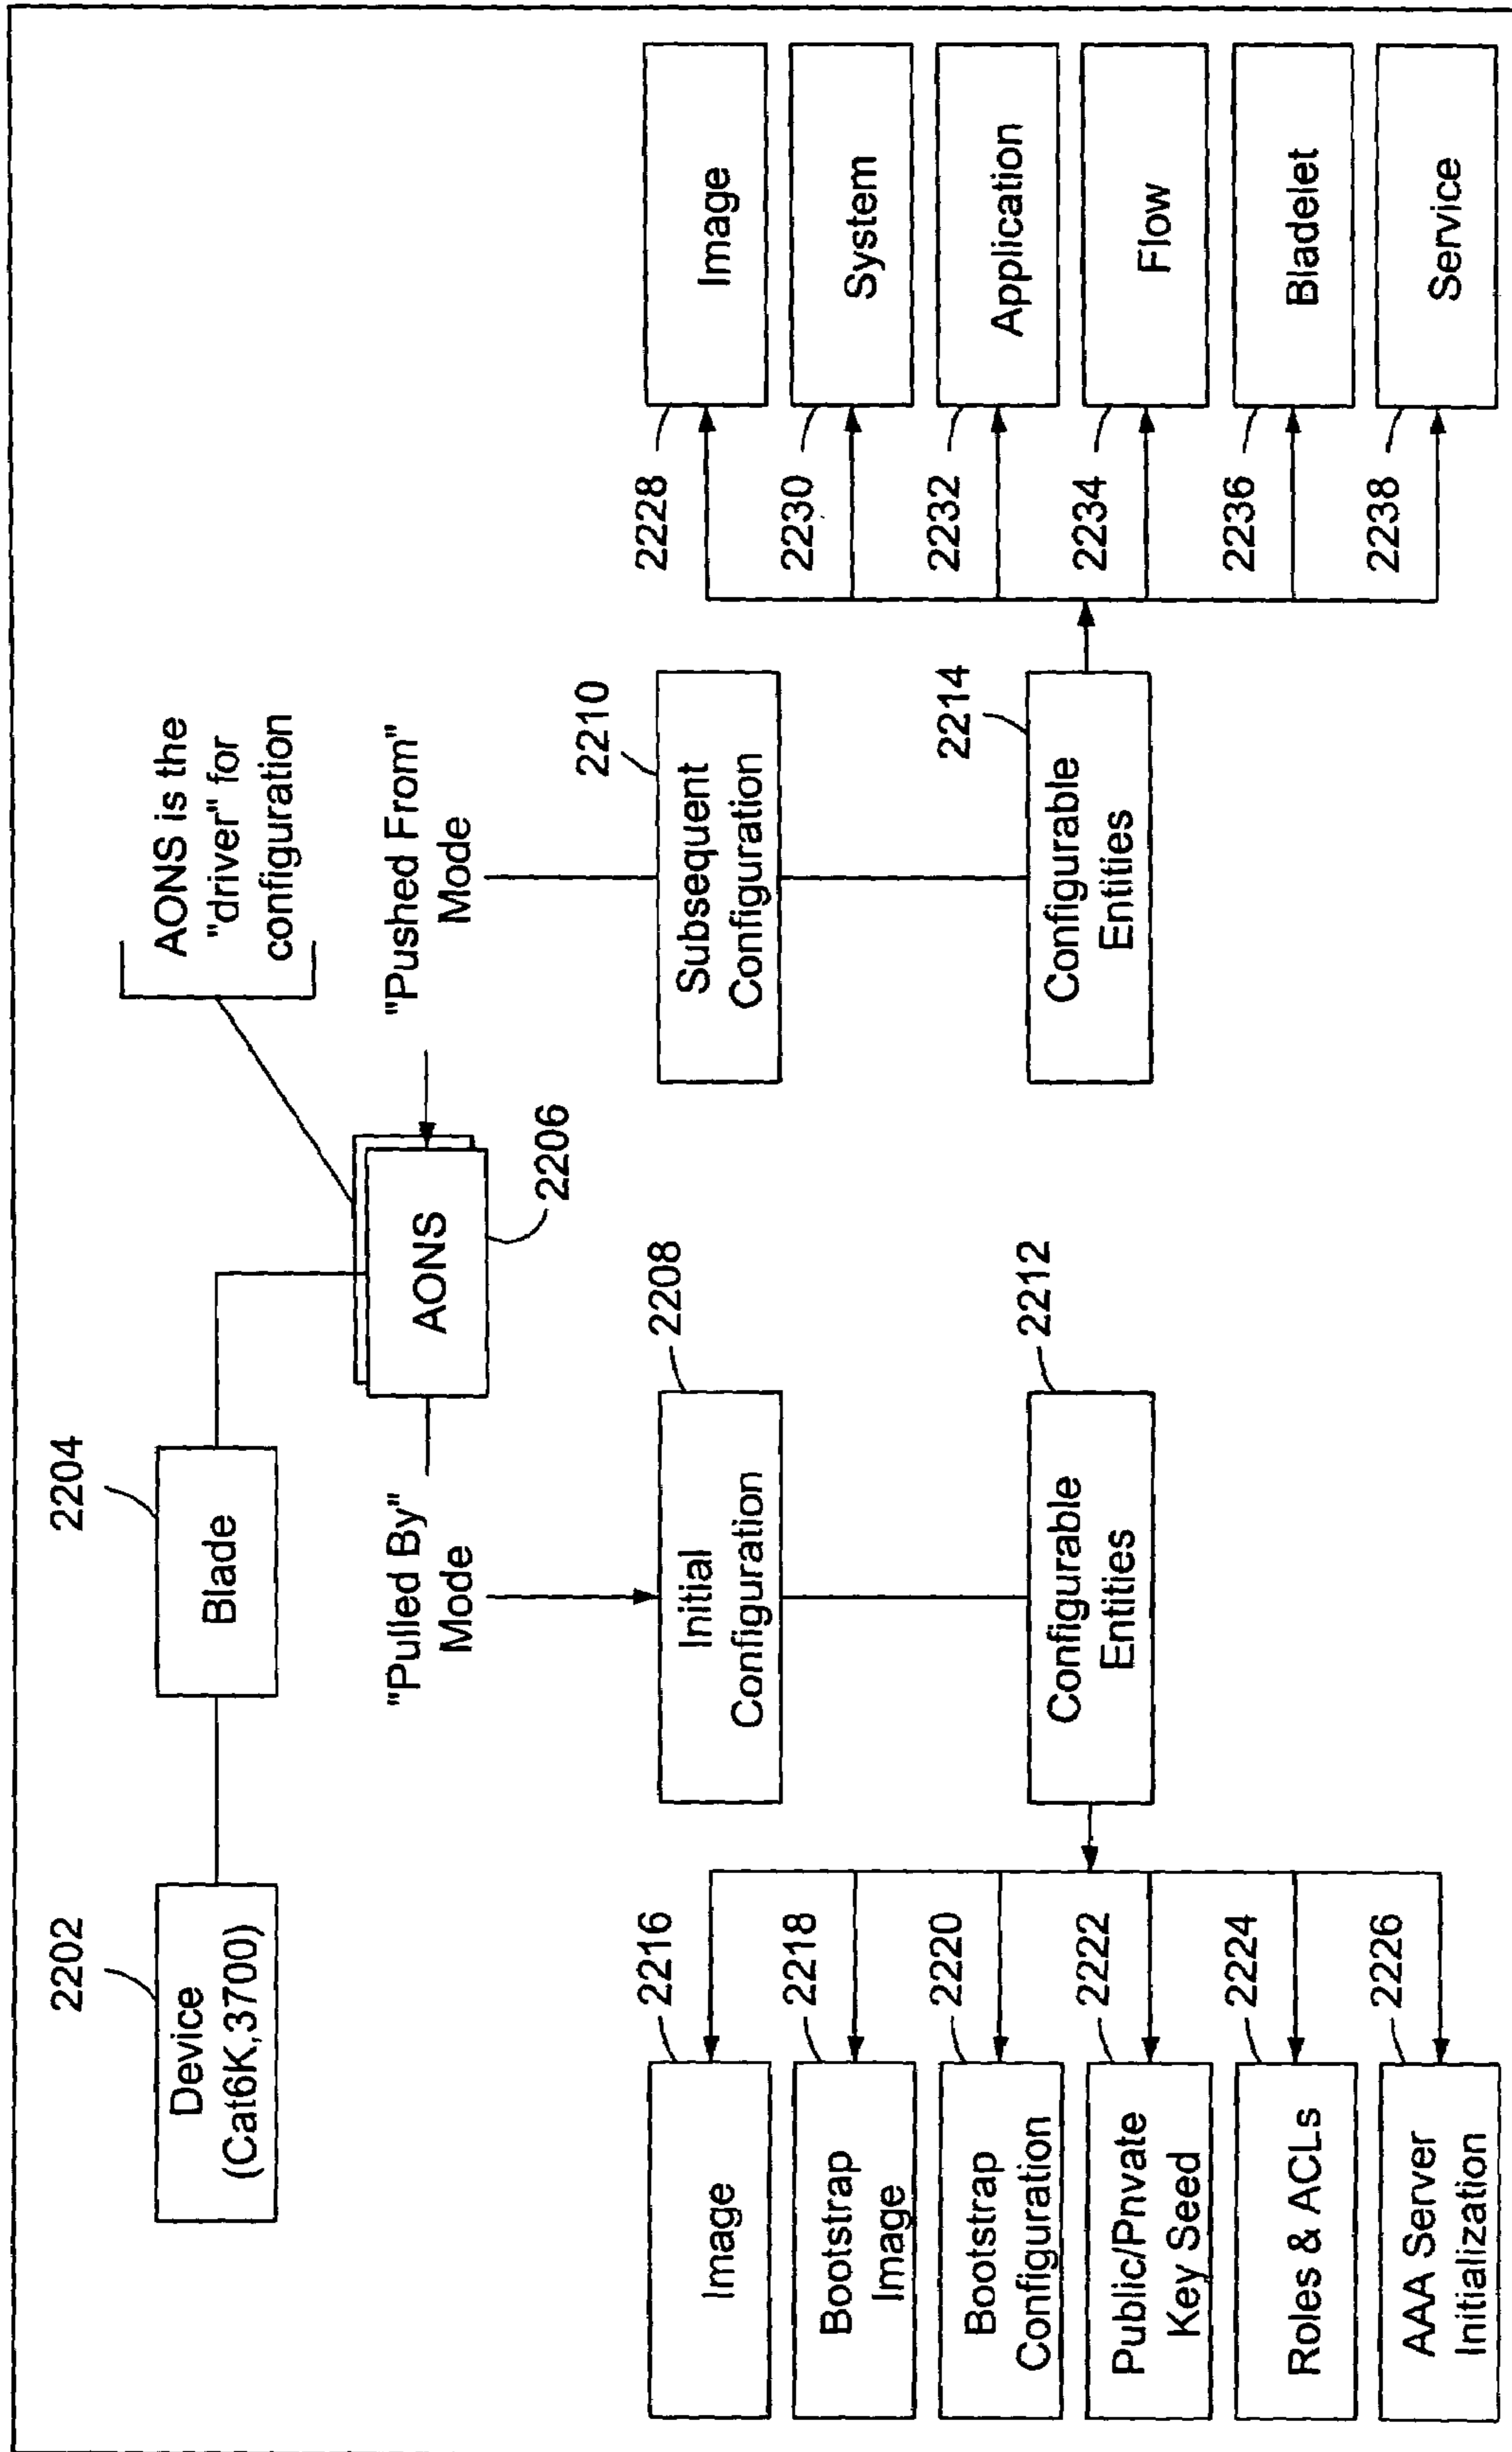 2202
Device
(Cat6K,3700)
2204
Blade
AONS is the
"driver" for
configuration
AONS
2206
"Pulled By"
Mode
"Pushed From"
Mode
2208
Initial
Configuration
2210
Subsequent
Configuration
2212
Configurable
Entities
2214
Configurable
Entities
2216
Image
2218
Bootstrap
Image
2220
Bootstrap
Configuration
2222
Public/Pnvate
Key Seed
2224
Roles & ACLs
2226
AAA Server
Initialization
2228
Image
2230
System
2232
Application
2234
Flow
2236
Bladelet
2238
Service